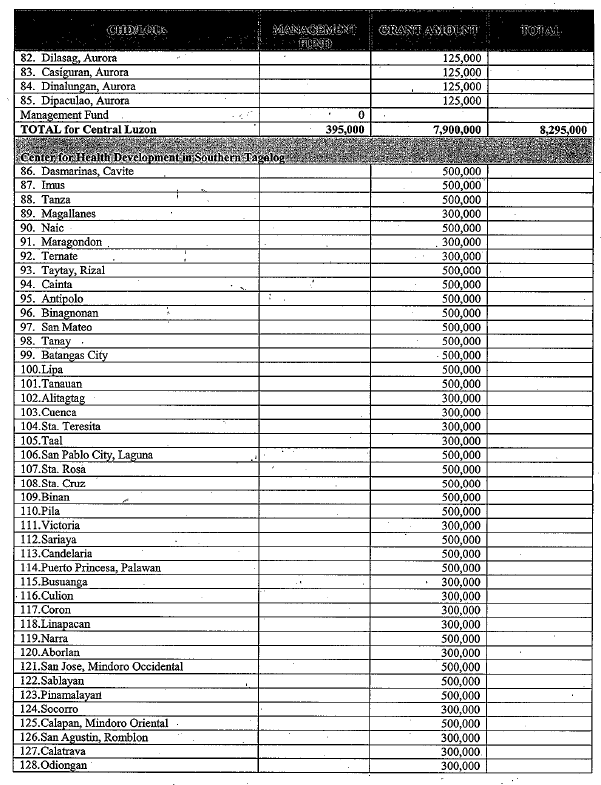 CHD/LGUs MANAGEMENT FUND GRANT AMOUNT TOTAL
82. Dilasag, Aurora 125,000
83. Casiguran, Aurora 125,000
84. Dinalungan, Aurora 125,000
85. Dipaculao, Aurora 125,000
Management Fund 0
TOTAL for Central Luzon 395,000 7,900,000 8,295,000
Center for Health Development in Southern Tagalog
86. Dasmarinas, Cavite 500,000
87. Imus 500,000
88. Tanza 500,000
89. Magallanes 300,000
90. Naic 500,000
91. Maragondon 300,000
92. Ternate 300,000
93. Taytay, Rizal 500,000
94. Cainta 500,000
95. Antipolo 500,000
96. Binagnonan 500,000
97. San Mateo 500,000
98. Tanay 500,000
99. Batangas City 500,000
100.Lipa 500,000
101.Tanauan 500,000
102.Alitagtag 300,000
103.Cuenca 300,000
104.Sta. Teresita 300,000
105.Taal 300,000
106.San Pablo City, Laguna 500,000
107.Sta. Rosa 500,000
108.Sta. Cruz 500,000
109.Binan 500,000
110.Pila 500,000
111.Victoria 300,000
112.Sariaya 500,000
113.Candelaria 500,000
114.Puerto Princesa, Palawan 500,000
115.Busuanga 300,000
116.Culion 300,000
117.Coron 300,000
118.Linapacan 300,000
119.Narra 500,000
120.Aborlan 300,000
121.San Jose, Mindoro Occidental 500,000
122.Sablayan 500,000
123.Pinamalayan 500,000
124.Socorro 300,000
125.Calapan, Mindoro Oriental 500,000
126.San Agustin, Romblon 300,000
127.Calatrava 300,000
128.Odiongan 300,000